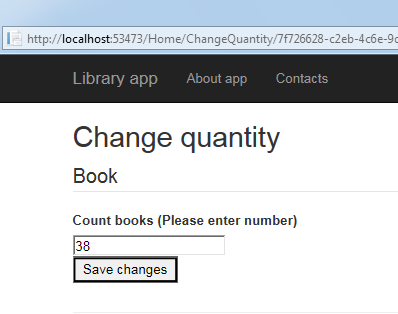 http://localhost:53473/Home/ChangeQuantity/7f726628-c2eb-4c6e-9c
Library app About app Contacts
Change quantity
Book
Count books (Please enter number)
38
Save changes